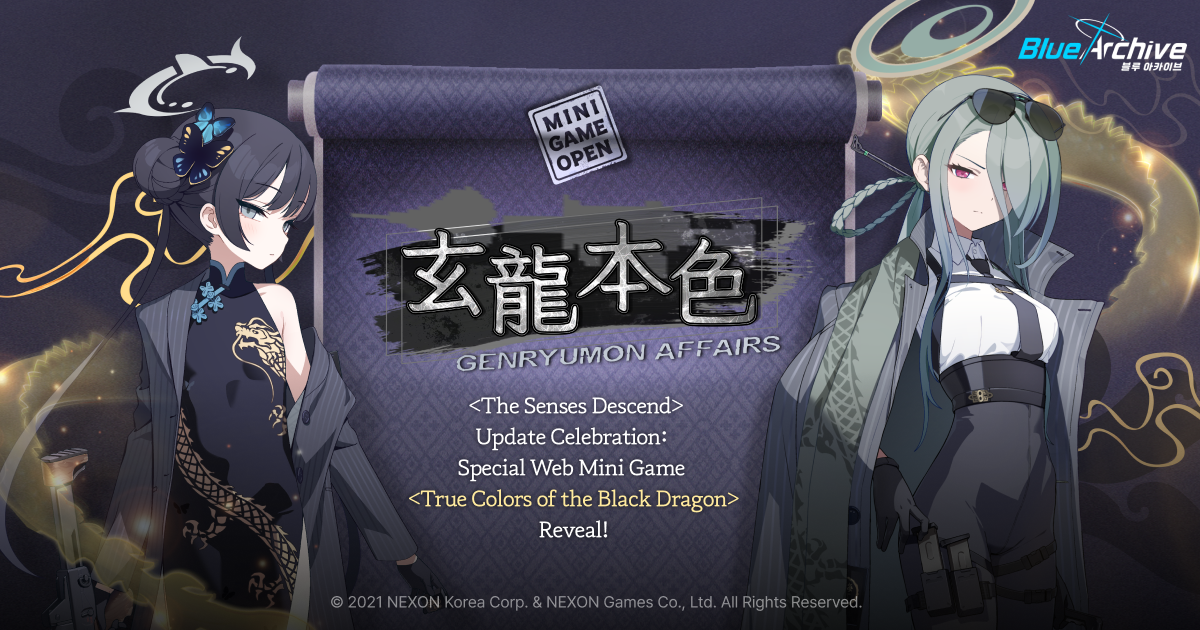 Blue Archive
블루 아카이브
MINI
GAME
OPEN
玄龍本色
GENRYUMON AFFAIRS
<The Senses Descend>
Update Celebration:
Special Web Mini Game
<True Colors of the Black Dragon>
Reveal!
© 2021 NEXON Korea Corp. & NEXON Games Co., Ltd. All Rights Reserved.